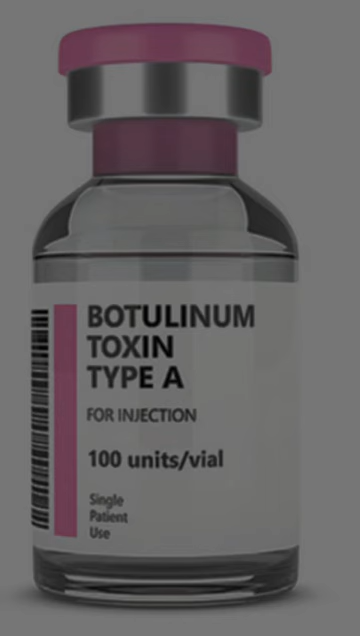 BOTULINUM
TOXIN
TYPE A
FOR INJECTION
100 units/vial
Single
Patient
Use